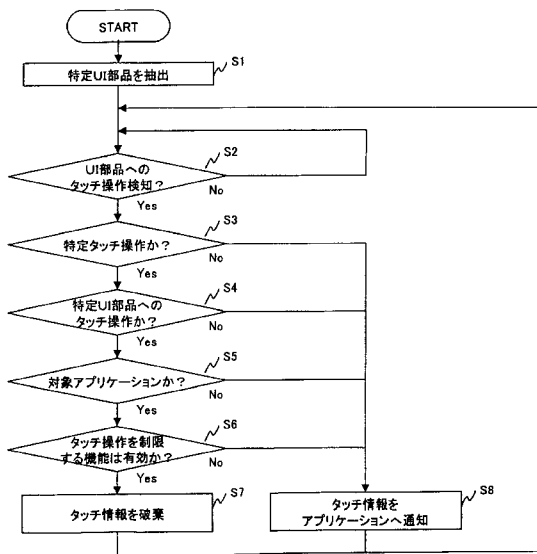 START
特定UI部品を抽出
S1
UI部品への
タッチ操作検知？
S2
No
Yes
特定タッチ操作か？
S3
No
Yes
特定UI部品への
タッチ操作か？
S4
No
Yes
対象アプリケーションか？
S5
No
Yes
タッチ操作を制限
する機能は有効か？
S6
No
Yes
タッチ情報を破棄
S7
タッチ情報を
アプリケーションへ通知
S8